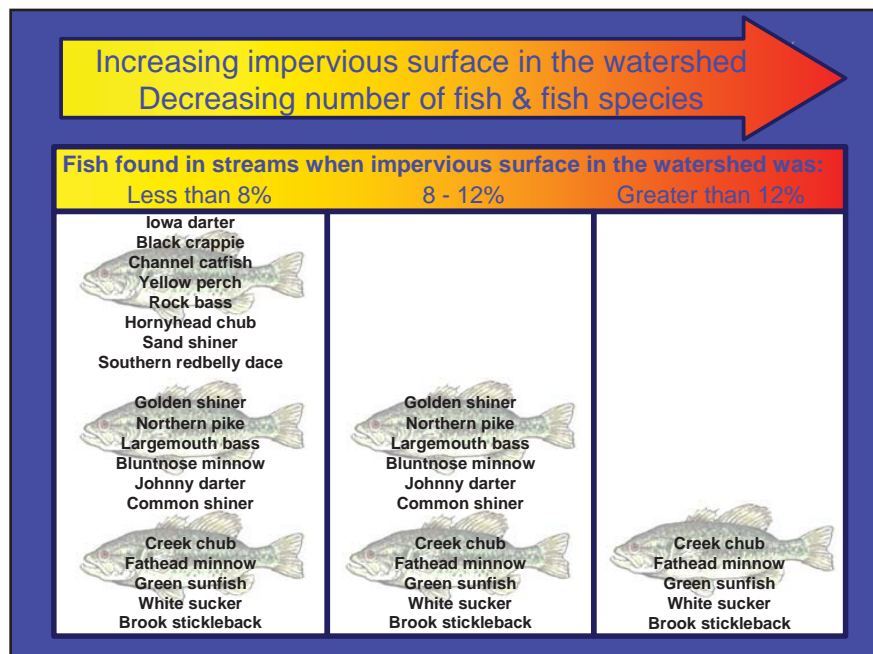 Increasing impervious surface in the watershed
Decreasing number of fish & fish species
Fish found in streams when impervious surface in the watershed was:
Less than 8%
Iowa darter
Black crappie
Channel catfish
Yellow perch
Rock bass
Hornyhead chub
Sand shiner
Southern redbelly dace
Golden shiner
Northern pike
Largemouth bass
Bluntnose minnow
Johnny darter
Common shiner
Creek chub
Fathead minnow
Green sunfish
White sucker
Brook stickleback
8 - 12%
Golden shiner
Northern pike
Largemouth bass
Bluntnose minnow
Johnny darter
Common shiner
Creek chub
Fathead minnow
Green sunfish
White sucker
Brook stickleback
Greater than 12%
Creek chub
Fathead minnow
Green sunfish
White sucker
Brook stickleback